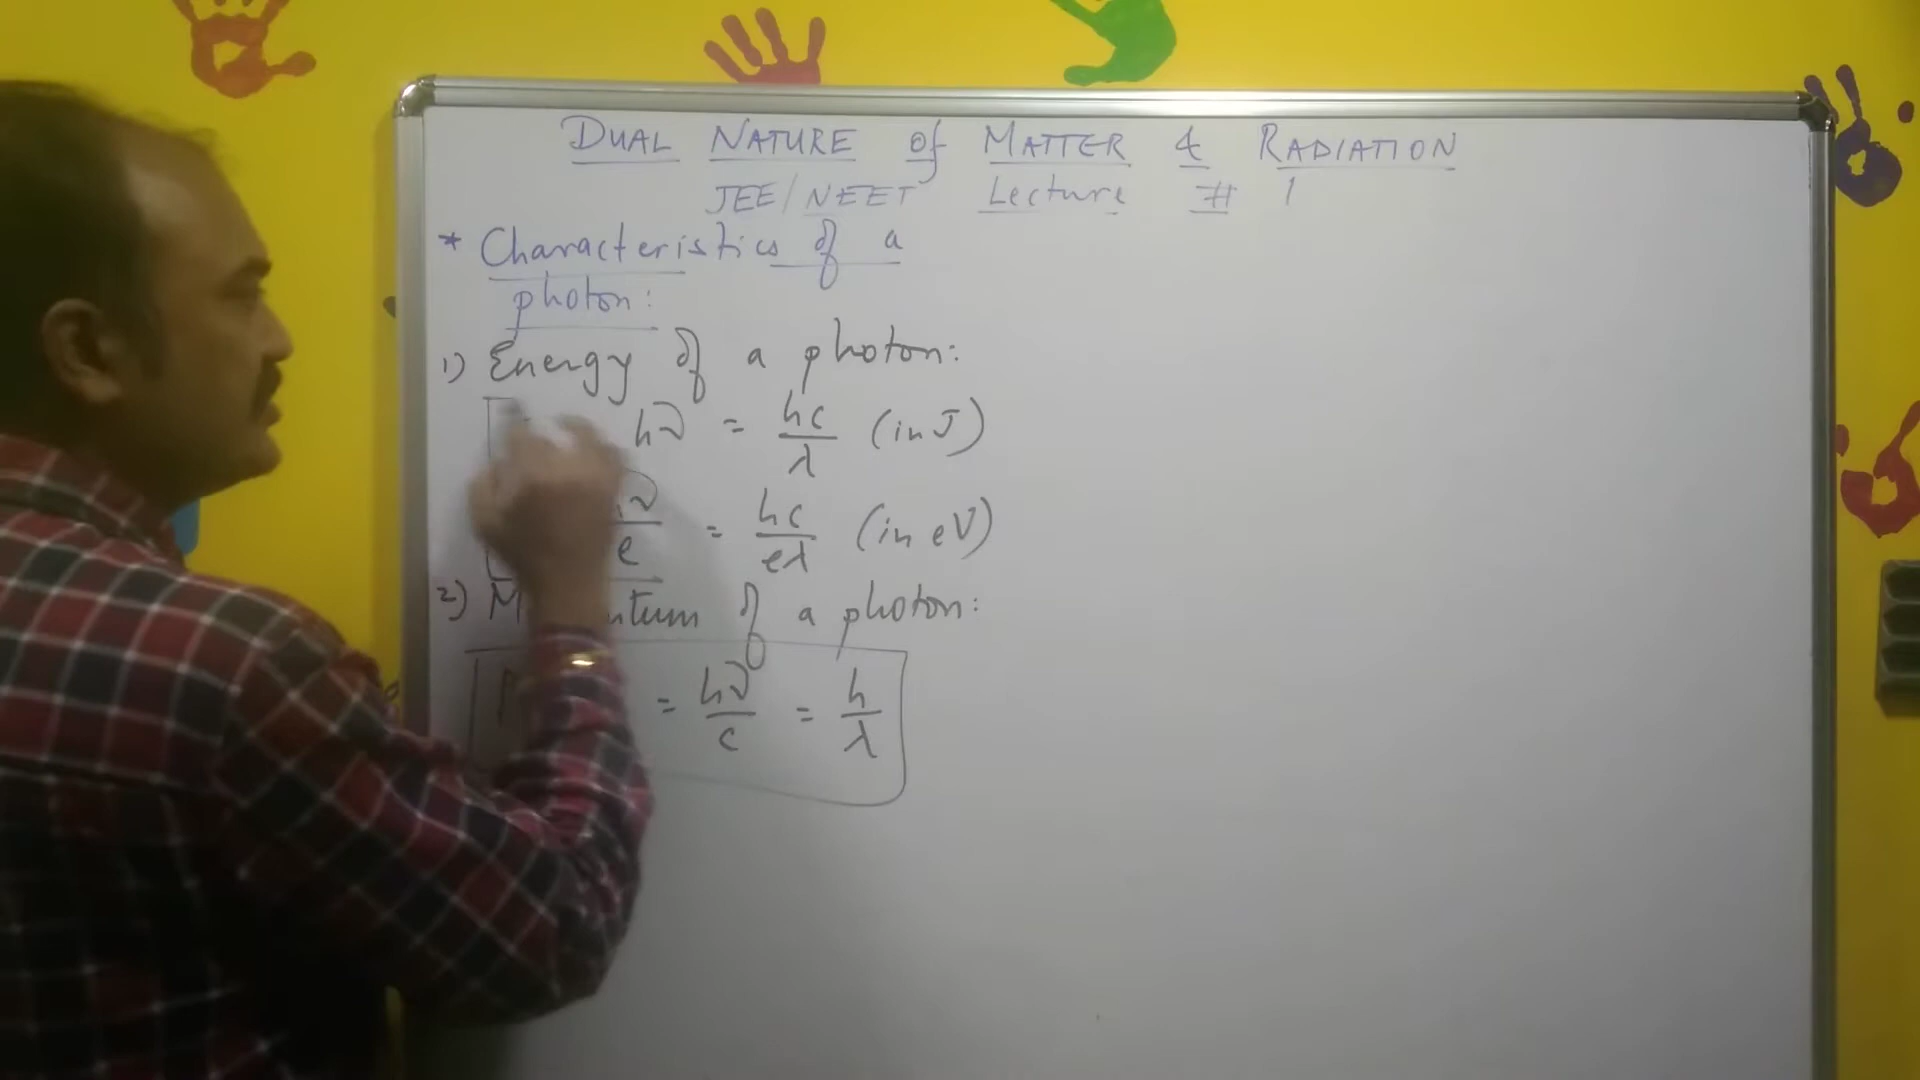 DUAL NATURE of MATTER & RADIATION
JEE/NEET Lecture # 1
* Characteristics of a
photon:
1) Energy of a photon:
hν = hc/λ (in J)
ν/e = hc/eλ (in eV)
2) M ntum of a photon:
= hν/c = h/λ